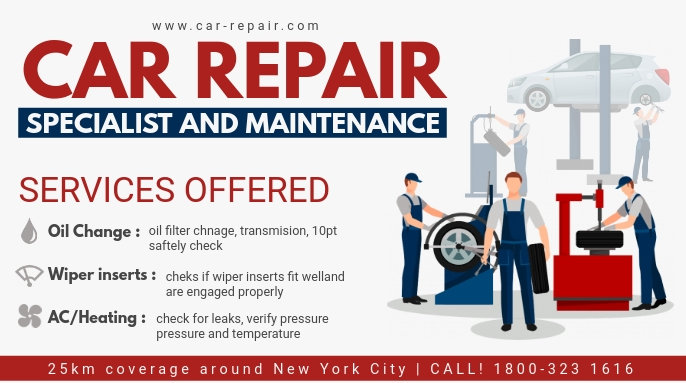 www.car-repair.com
CAR REPAIR
SPECIALIST AND MAINTENANCE
SERVICES OFFERED
Oil Change : oil filter chnage, transmision, 10pt
saftely check
Wiper inserts : cheks if wiper inserts fit welland
are engaged properly
AC/Heating : check for leaks, verify pressure
pressure and temperature
25km coverage around New York City | CALL! 1800-323 1616